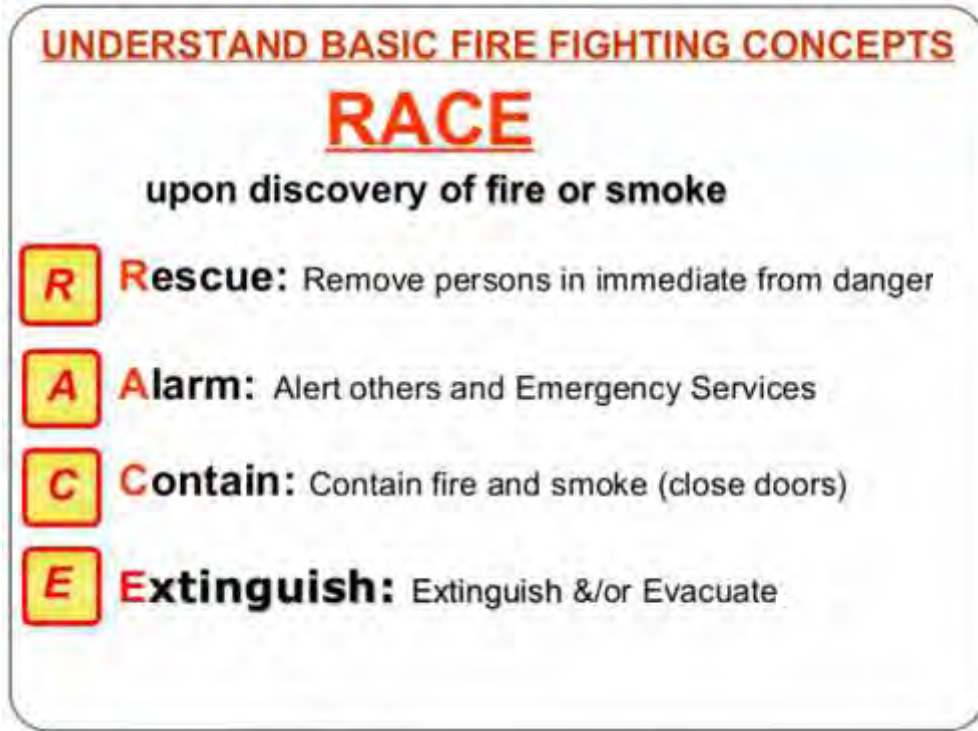 UNDERSTAND BASIC FIRE FIGHTING CONCEPTS
RACE
upon discovery of fire or smoke
R Rescue: Remove persons in immediate from danger
A Alarm: Alert others and Emergency Services
C Contain: Contain fire and smoke (close doors)
E Extinguish: Extinguish &/or Evacuate